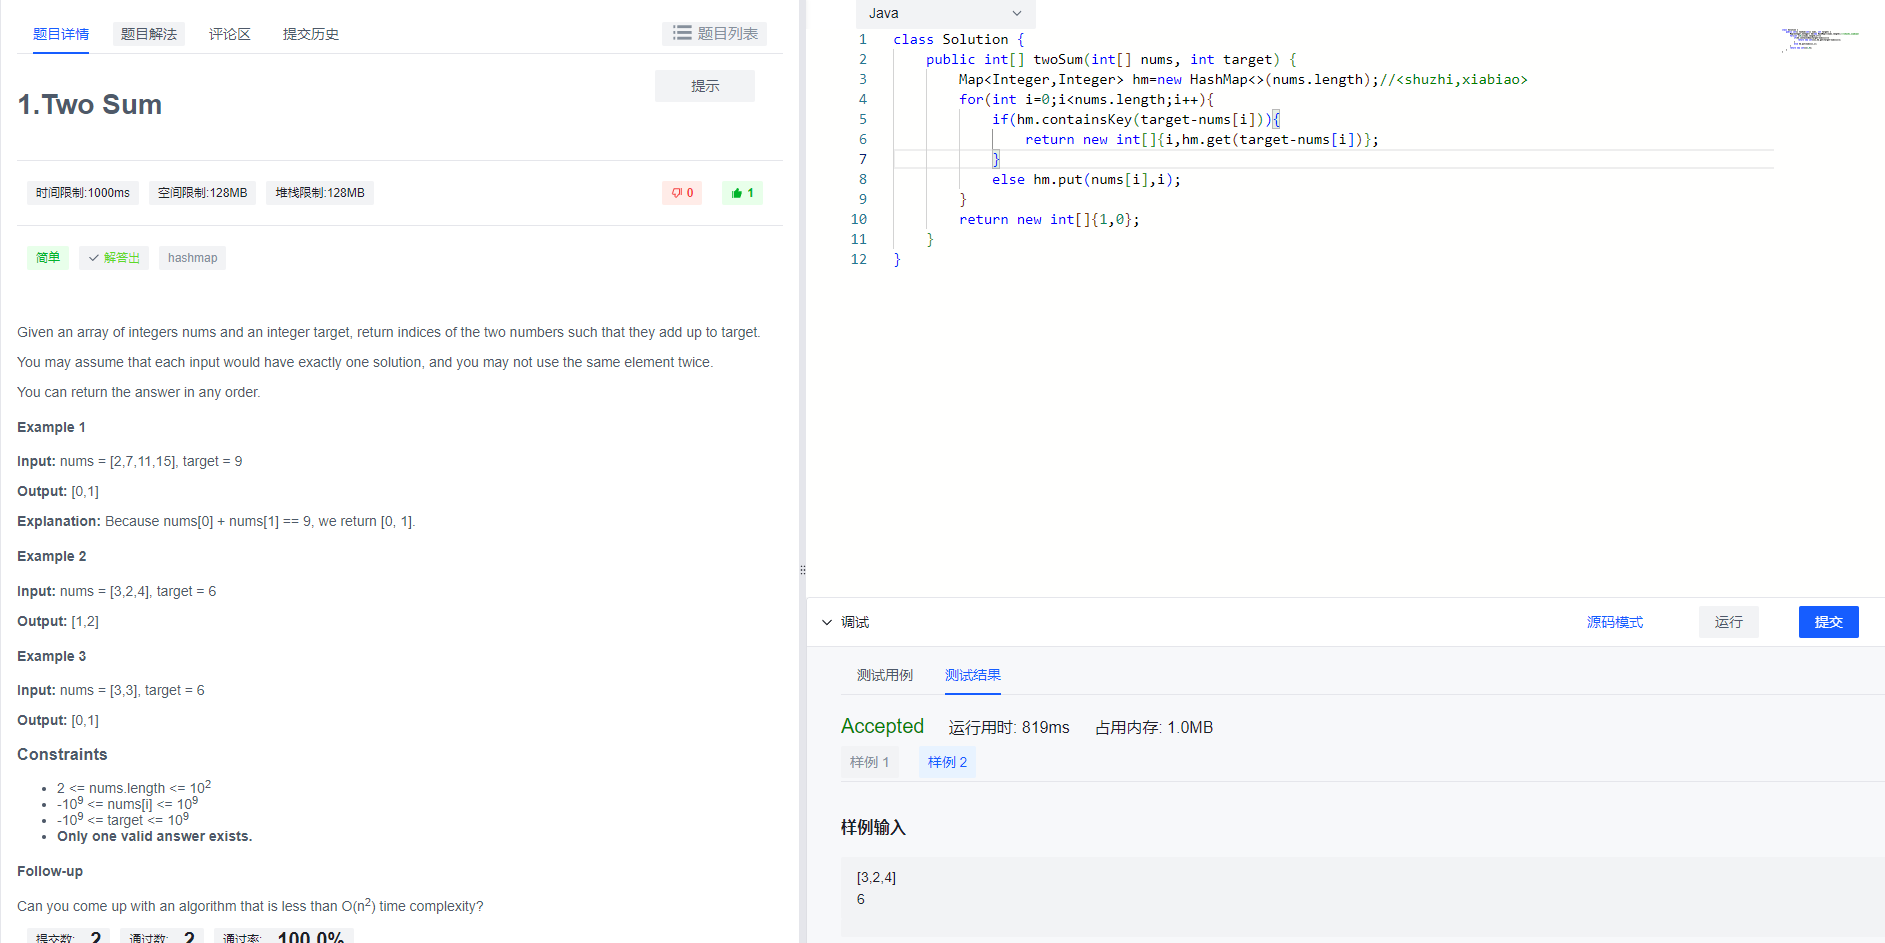 题目详情 题目解法 评论区 提交历史 题目列表
提示
1.Two Sum
时间限制:1000ms 空间限制:128MB 堆栈限制:128MB 0 1
简单 解答出 hashmap
Given an array of integers nums and an integer target, return indices of the two numbers such that they add up to target.
You may assume that each input would have exactly one solution, and you may not use the same element twice.
You can return the answer in any order.
Example 1
Input: nums = [2,7,11,15], target = 9
Output: [0,1]
Explanation: Because nums[0] + nums[1] == 9, we return [0, 1].
Example 2
Input: nums = [3,2,4], target = 6
Output: [1,2]
Example 3
Input: nums = [3,3], target = 6
Output: [0,1]
Constraints
• 2 <= nums.length <= 10²
• -10⁹ <= nums[i] <= 10⁹
• -10⁹ <= target <= 10⁹
• Only one valid answer exists.
Follow-up
Can you come up with an algorithm that is less than O(n²) time complexity?
提交数: 2 通过数: 2 通过率: 100.0%
Java
1 class Solution {
2 public int[] twoSum(int[] nums, int target) {
3 Map<Integer,Integer> hm=new HashMap<>(nums.length);//<shuzhi,xiabiao>
4 for(int i=0;i<nums.length;i++){
5 if(hm.containsKey(target-nums[i])){
6 return new int[]{i,hm.get(target-nums[i])};
7 }
8 else hm.put(nums[i],i);
9 }
10 return new int[]{1,0};
11 }
12 }
调试 源码模式 运行 提交
测试用例 测试结果
Accepted 运行用时: 819ms 占用内存: 1.0MB
样例 1 样例 2
样例输入
[3,2,4]
6